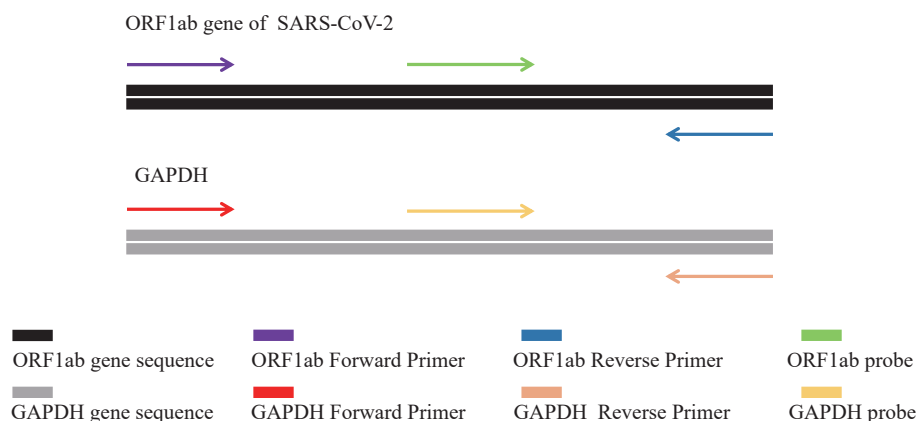 ORF1ab gene of SARS-CoV-2
GAPDH
ORF1ab gene sequence
ORF1ab Forward Primer
ORF1ab Reverse Primer
ORF1ab probe
GAPDH gene sequence
GAPDH Forward Primer
GAPDH Reverse Primer
GAPDH probe